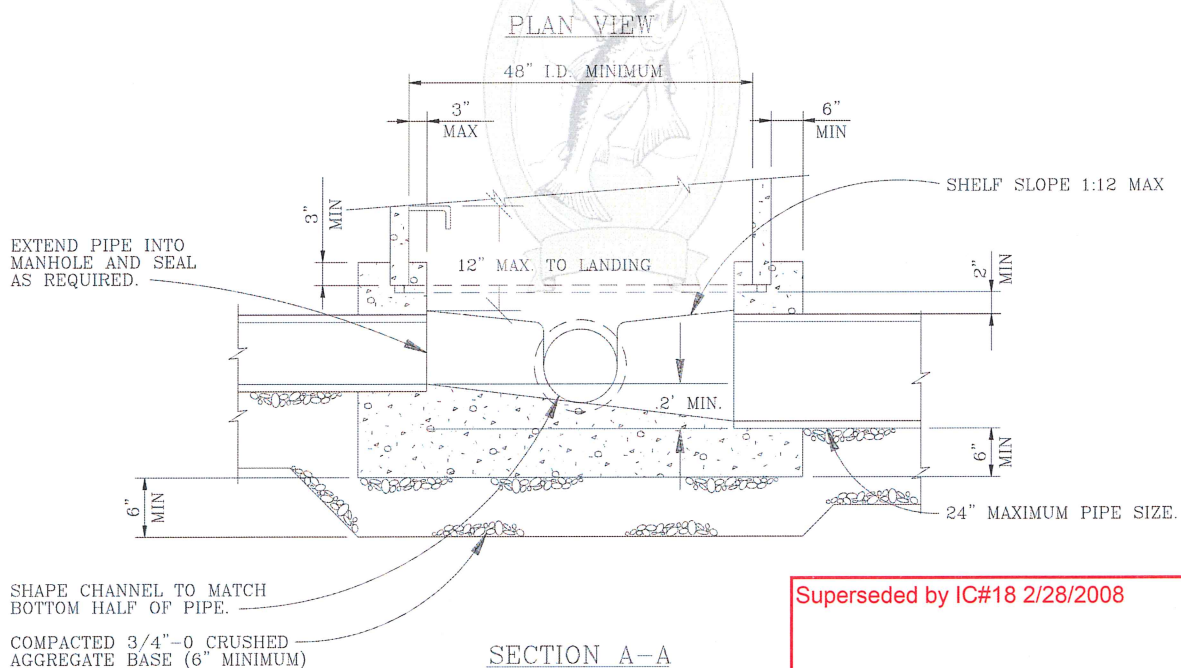 PLAN VIEW
48" I.D. MINIMUM
3"
MAX
6"
MIN
SHELF SLOPE 1:12 MAX
3"
MIN
EXTEND PIPE INTO
MANHOLE AND SEAL
AS REQUIRED.
12" MAX. TO LANDING
2"
MIN
.2' MIN.
6"
MIN
6"
MIN
24" MAXIMUM PIPE SIZE.
SHAPE CHANNEL TO MATCH
BOTTOM HALF OF PIPE.
COMPACTED 3/4"-0 CRUSHED
AGGREGATE BASE (6" MINIMUM)
SECTION A-A
Superseded by IC#18 2/28/2008